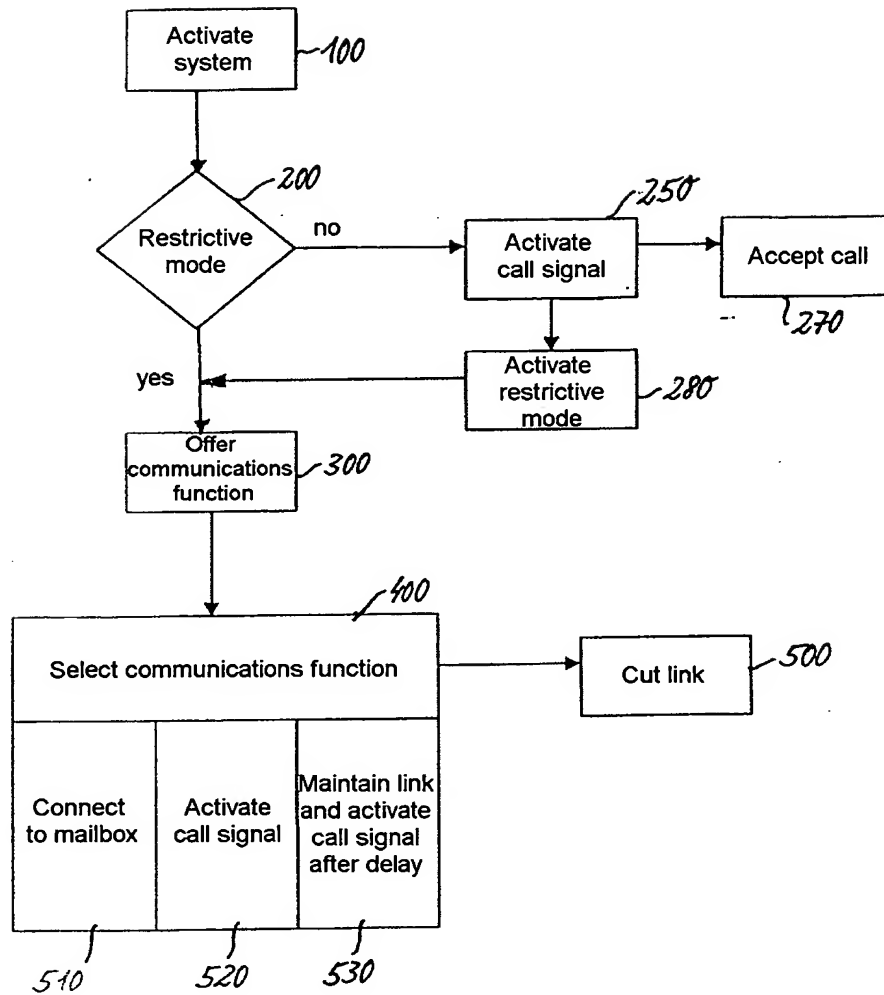 Activate
system
100
200
Restrictive
mode
no
250
Activate
call signal
Accept call
270
yes
Activate
restrictive
mode
280
Offer
communications
function
300
400
Select communications function
Cut link
500
Connect
to mailbox
Activate
call signal
Maintain link
and activate
call signal
after delay
510
520
530